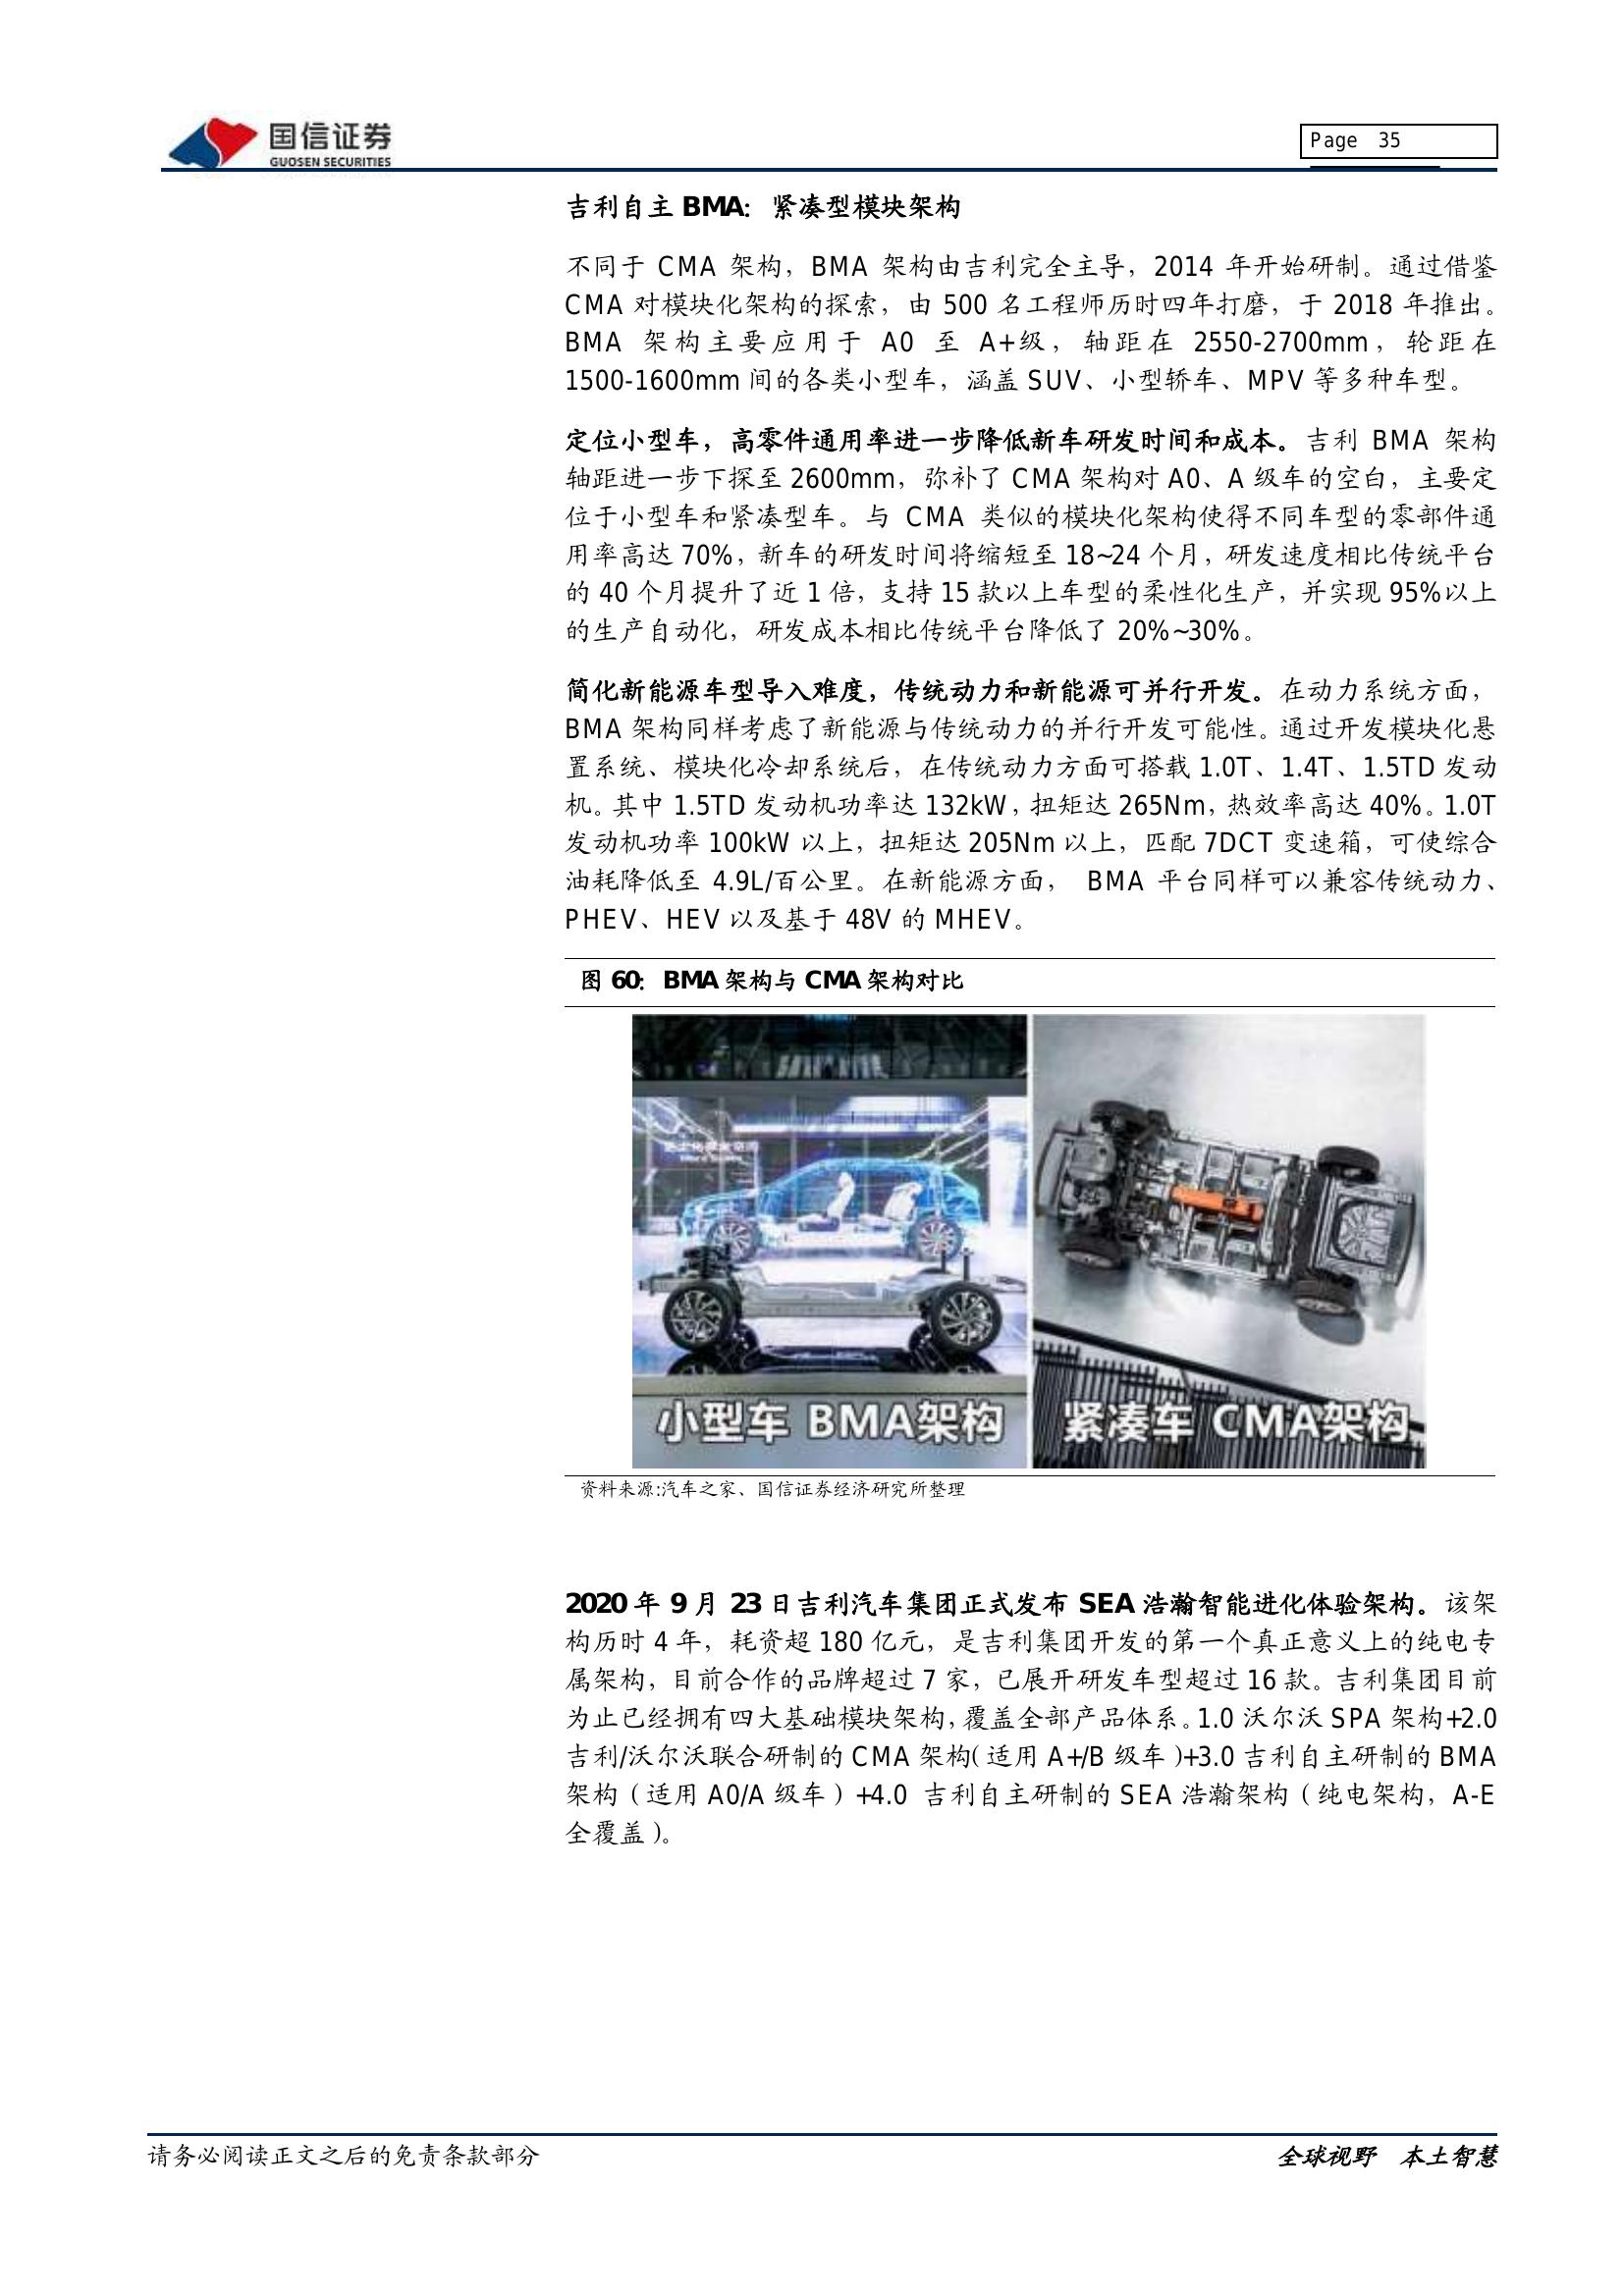 国信证券
GUOSEN SECURITIES
Page 35
吉利自主 BMA：紧凑型模块架构
不同于 CMA 架构，BMA 架构由吉利完全主导，2014 年开始研制。通过借鉴
CMA 对模块化架构的探索，由 500 名工程师历时四年打磨，于 2018 年推出。
BMA 架构主要应用于 A0 至 A+级，轴距在 2550-2700mm，轮距在
1500-1600mm 间的各类小型车，涵盖 SUV、小型轿车、MPV 等多种车型。
定位小型车，高零件通用率进一步降低新车研发时间和成本。吉利 BMA 架构
轴距进一步下探至 2600mm，弥补了 CMA 架构对 A0、A 级车的空白，主要定
位于小型车和紧凑型车。与 CMA 类似的模块化架构使得不同车型的零部件通
用率高达 70%，新车的研发时间将缩短至 18~24 个月，研发速度相比传统平台
的 40 个月提升了近 1 倍，支持 15 款以上车型的柔性化生产，并实现 95%以上
的生产自动化，研发成本相比传统平台降低了 20%~30%。
简化新能源车型导入难度，传统动力和新能源可并行开发。在动力系统方面，
BMA 架构同样考虑了新能源与传统动力的并行开发可能性。通过开发模块化悬
置系统、模块化冷却系统后，在传统动力方面可搭载 1.0T、1.4T、1.5TD 发动
机。其中 1.5TD 发动机功率达 132kW，扭矩达 265Nm，热效率高达 40%。1.0T
发动机功率 100kW 以上，扭矩达 205Nm 以上，匹配 7DCT 变速箱，可使综合
油耗降低至 4.9L/百公里。在新能源方面， BMA 平台同样可以兼容传统动力、
PHEV、HEV 以及基于 48V 的 MHEV。
图 60：BMA 架构与 CMA 架构对比
小型车 BMA架构
紧凑车 CMA架构
资料来源:汽车之家、国信证券经济研究所整理
2020 年 9 月 23 日吉利汽车集团正式发布 SEA 浩瀚智能进化体验架构。该架
构历时 4 年，耗资超 180 亿元，是吉利集团开发的第一个真正意义上的纯电专
属架构，目前合作的品牌超过 7 家，已展开研发车型超过 16 款。吉利集团目前
为止已经拥有四大基础模块架构，覆盖全部产品体系。1.0 沃尔沃 SPA 架构+2.0
吉利/沃尔沃联合研制的 CMA 架构（适用 A+/B 级车）+3.0 吉利自主研制的 BMA
架构（适用 A0/A 级车）+4.0 吉利自主研制的 SEA 浩瀚架构（纯电架构，A-E
全覆盖）。
请务必阅读正文之后的免责条款部分
全球视野 本土智慧